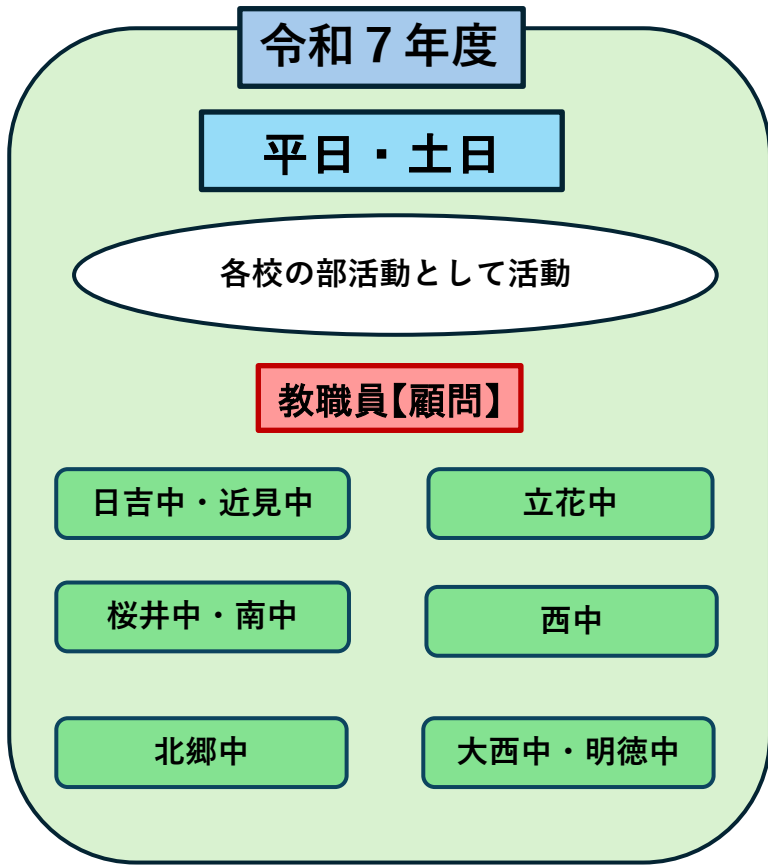 令和７年度
平日・土日
各校の部活動として活動
教職員【顧問】
日吉中・近見中
立花中
桜井中・南中
西中
北郷中
大西中・明徳中